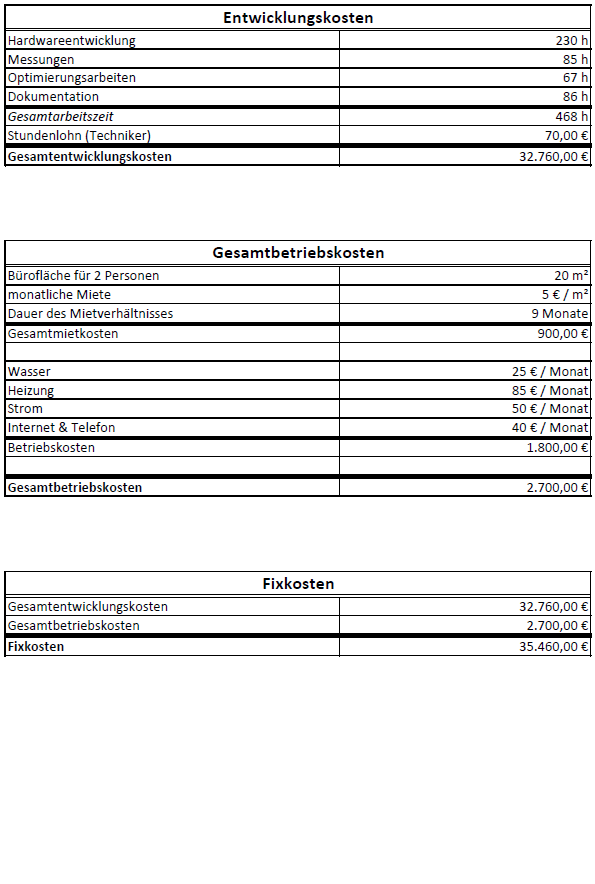 Entwicklungskosten
Hardwareentwicklung 230 h
Messungen 85 h
Optimierungsarbeiten 67 h
Dokumentation 86 h
Gesamtarbeitszeit 468 h
Stundenlohn (Techniker) 70,00 €
Gesamtentwicklungskosten 32.760,00 €
Gesamtbetriebskosten
Bürofläche für 2 Personen 20 m²
monatliche Miete 5 € / m²
Dauer des Mietverhältnisses 9 Monate
Gesamtmietkosten 900,00 €
Wasser 25 € / Monat
Heizung 85 € / Monat
Strom 50 € / Monat
Internet & Telefon 40 € / Monat
Betriebskosten 1.800,00 €
Gesamtbetriebskosten 2.700,00 €
Fixkosten
Gesamtentwicklungskosten 32.760,00 €
Gesamtbetriebskosten 2.700,00 €
Fixkosten 35.460,00 €